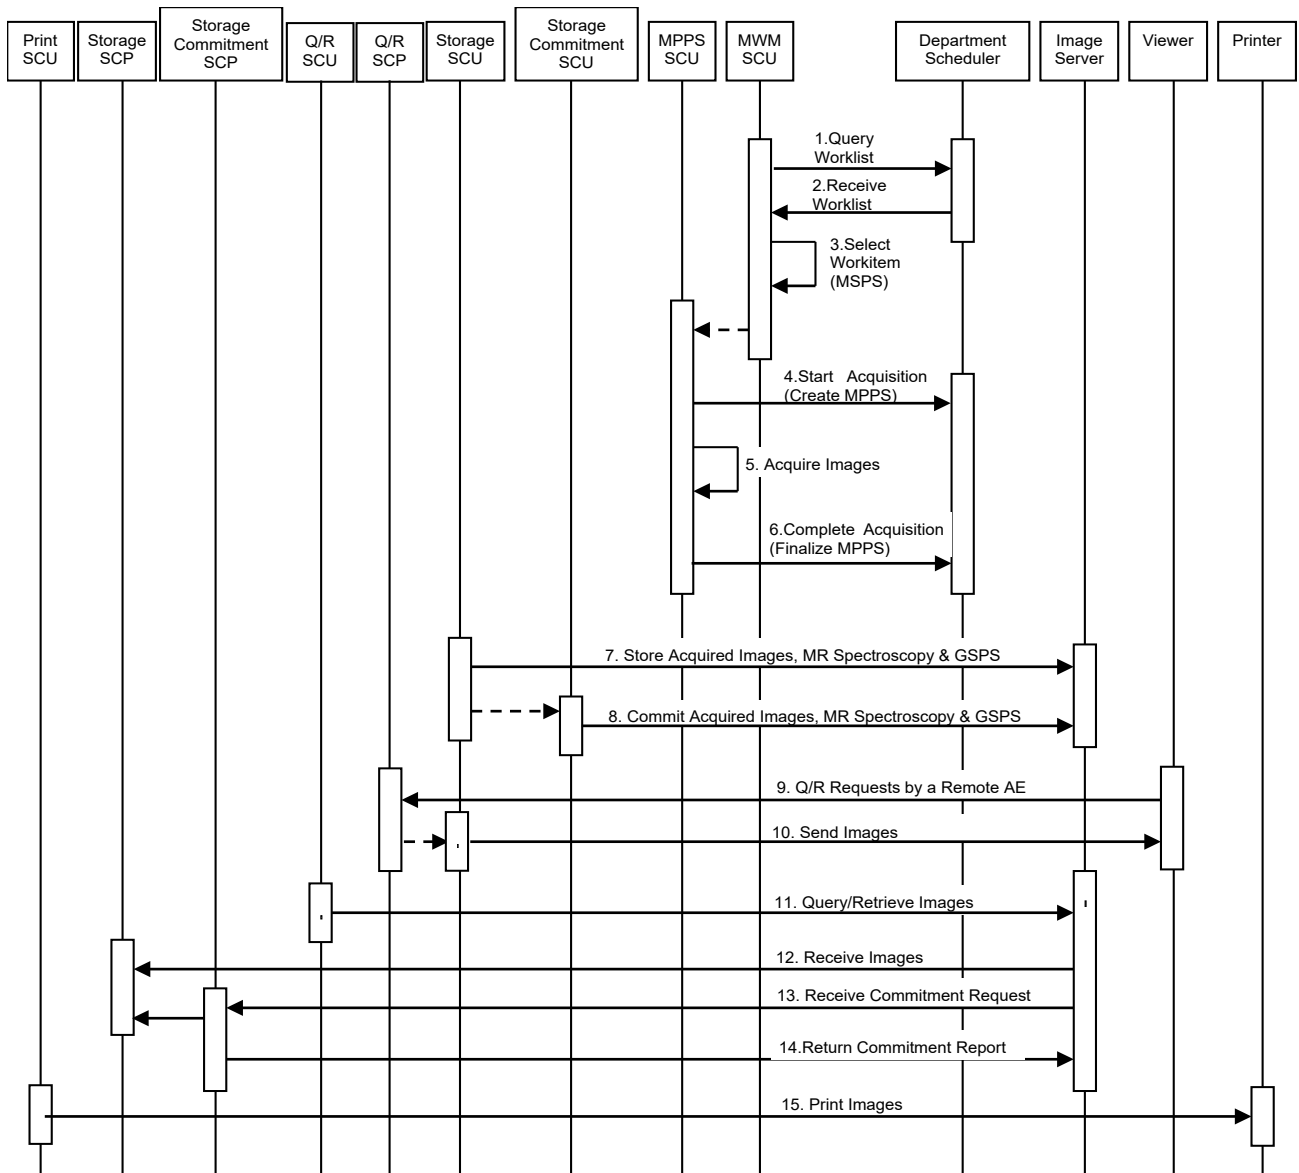 Print
SCU
Storage
SCP
Storage
Commitment
SCP
Q/R
SCU
Q/R
SCP
Storage
SCU
Storage
Commitment
SCU
MPPS
SCU
MWM
SCU
Department
Scheduler
Image
Server
Viewer
Printer
1.Query
Worklist
2.Receive
Worklist
3.Select
Workitem
(MSPS)
4.Start Acquisition
(Create MPPS)
5. Acquire Images
6.Complete Acquisition
(Finalize MPPS)
7. Store Acquired Images, MR Spectroscopy & GSPS
8. Commit Acquired Images, MR Spectroscopy & GSPS
9. Q/R Requests by a Remote AE
10. Send Images
11. Query/Retrieve Images
12. Receive Images
13. Receive Commitment Request
14.Return Commitment Report
15. Print Images